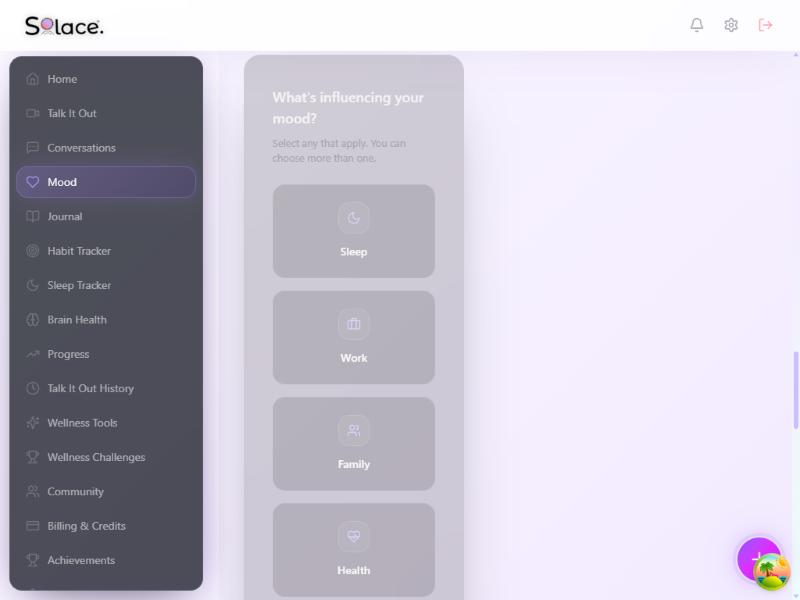 Solace.
Home
Talk It Out
Conversations
Mood
Journal
Habit Tracker
Sleep Tracker
Brain Health
Progress
Talk It Out History
Wellness Tools
Wellness Challenges
Community
Billing & Credits
Achievements
What's influencing your
mood?
Select any that apply. You can
choose more than one.
Sleep
Work
Family
Health